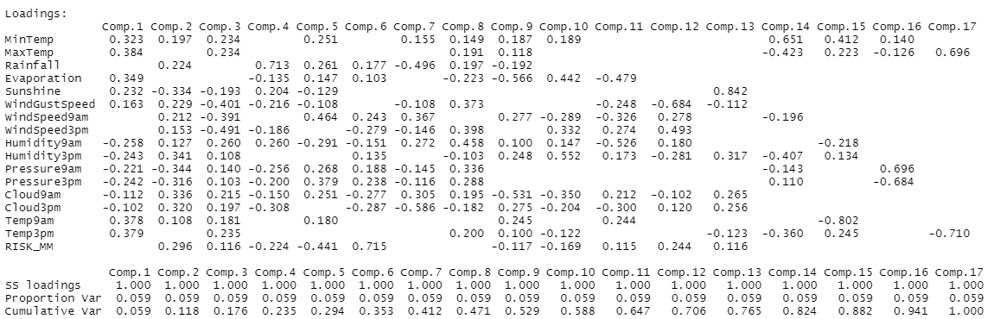 Loadings:
Comp.1 Comp.2 Comp.3 Comp.4 Comp.5 Comp.6 Comp.7 Comp.8 Comp.9 Comp.10 Comp.11 Comp.12 Comp.13 Comp.14 Comp.15 Comp.16 Comp.17
MinTemp 0.323 0.197 0.234 0.251 0.155 0.149 0.187 0.189 0.651 0.412 0.140
MaxTemp 0.384 0.234 0.191 0.118 -0.423 0.223 -0.126 0.696
Rainfall 0.224 0.713 0.261 0.177 -0.496 0.197 -0.192
Evaporation 0.349 -0.135 0.147 0.103 -0.223 -0.566 0.442 -0.479
Sunshine 0.232 -0.334 -0.193 0.204 -0.129 0.842
WindGustSpeed 0.163 0.229 -0.401 -0.216 -0.108 -0.108 0.373 -0.248 -0.684 -0.112
WindSpeed9am 0.212 -0.391 0.464 0.243 0.367 0.277 -0.289 -0.326 0.278 -0.196
WindSpeed3pm 0.153 -0.491 -0.186 -0.279 -0.146 0.398 0.332 0.274 0.493
Humidity9am -0.258 0.127 0.260 0.260 -0.291 -0.151 0.272 0.458 0.100 0.147 -0.526 0.180 -0.218
Humidity3pm -0.243 0.341 0.108 0.135 -0.103 0.248 0.552 0.173 -0.281 0.317 -0.407 0.134
Pressure9am -0.221 -0.344 0.140 -0.256 0.268 0.188 -0.145 0.336 -0.143 0.696
Pressure3pm -0.242 -0.316 0.103 -0.200 0.379 0.238 -0.116 0.288 0.110 -0.684
Cloud9am -0.112 0.336 0.215 -0.150 0.251 -0.277 0.305 0.195 -0.531 -0.350 0.212 -0.102 0.265
Cloud3pm -0.102 0.320 0.197 -0.308 -0.287 -0.586 -0.182 0.275 -0.204 -0.300 0.120 0.256
Temp9am 0.378 0.108 0.181 0.180 0.245 0.244 -0.802
Temp3pm 0.379 0.235 0.200 0.100 -0.122 -0.123 -0.360 0.245 -0.710
RISK_MM 0.296 0.116 -0.224 -0.441 0.715 -0.117 -0.169 0.115 0.244 0.116
Comp.1 Comp.2 Comp.3 Comp.4 Comp.5 Comp.6 Comp.7 Comp.8 Comp.9 Comp.10 Comp.11 Comp.12 Comp.13 Comp.14 Comp.15 Comp.16 Comp.17
SS loadings 1.000 1.000 1.000 1.000 1.000 1.000 1.000 1.000 1.000 1.000 1.000 1.000 1.000 1.000 1.000 1.000 1.000
Proportion Var 0.059 0.059 0.059 0.059 0.059 0.059 0.059 0.059 0.059 0.059 0.059 0.059 0.059 0.059 0.059 0.059 0.059
Cumulative Var 0.059 0.118 0.176 0.235 0.294 0.353 0.412 0.471 0.529 0.588 0.647 0.706 0.765 0.824 0.882 0.941 1.000